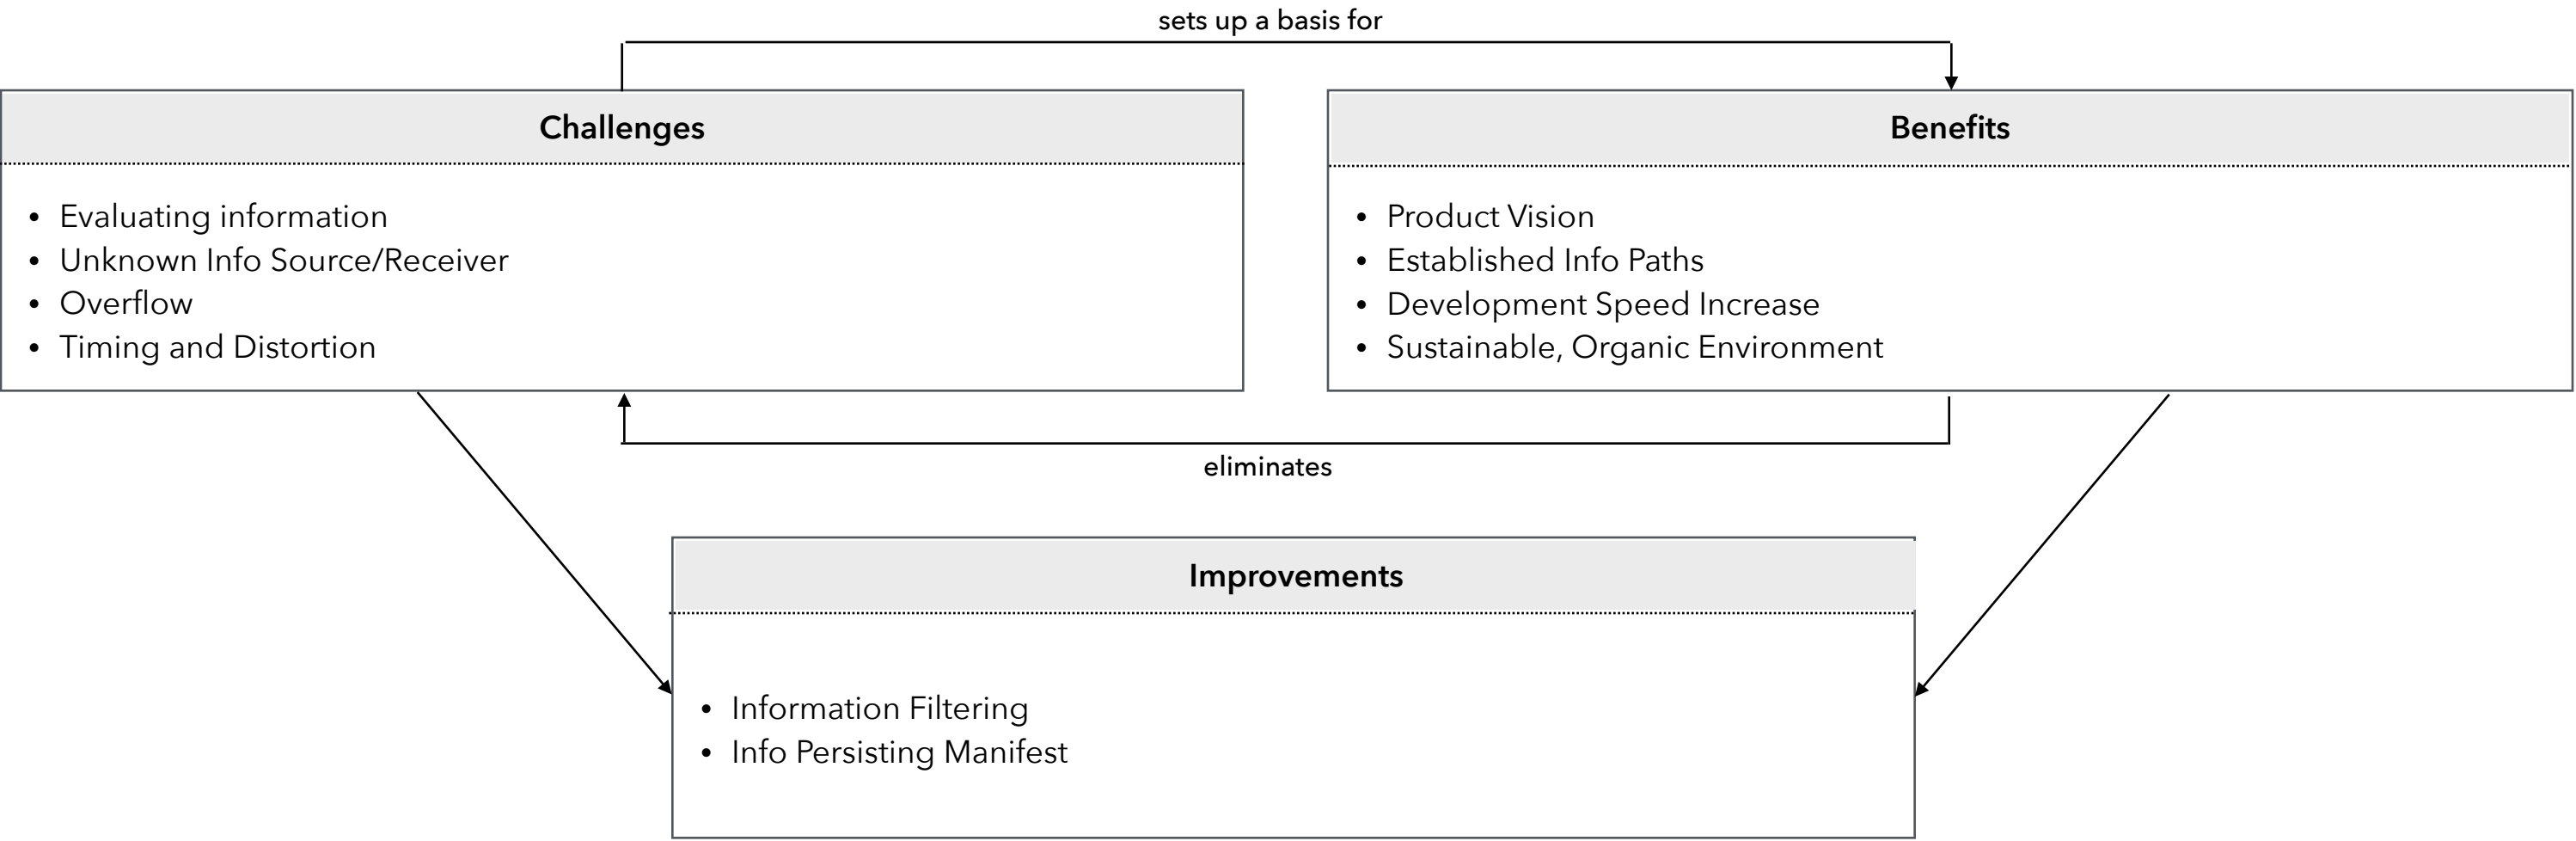 sets up a basis for
Challenges
• Evaluating information
• Unknown Info Source/Receiver
• Overflow
• Timing and Distortion
Benefits
• Product Vision
• Established Info Paths
• Development Speed Increase
• Sustainable, Organic Environment
eliminates
Improvements
• Information Filtering
• Info Persisting Manifest